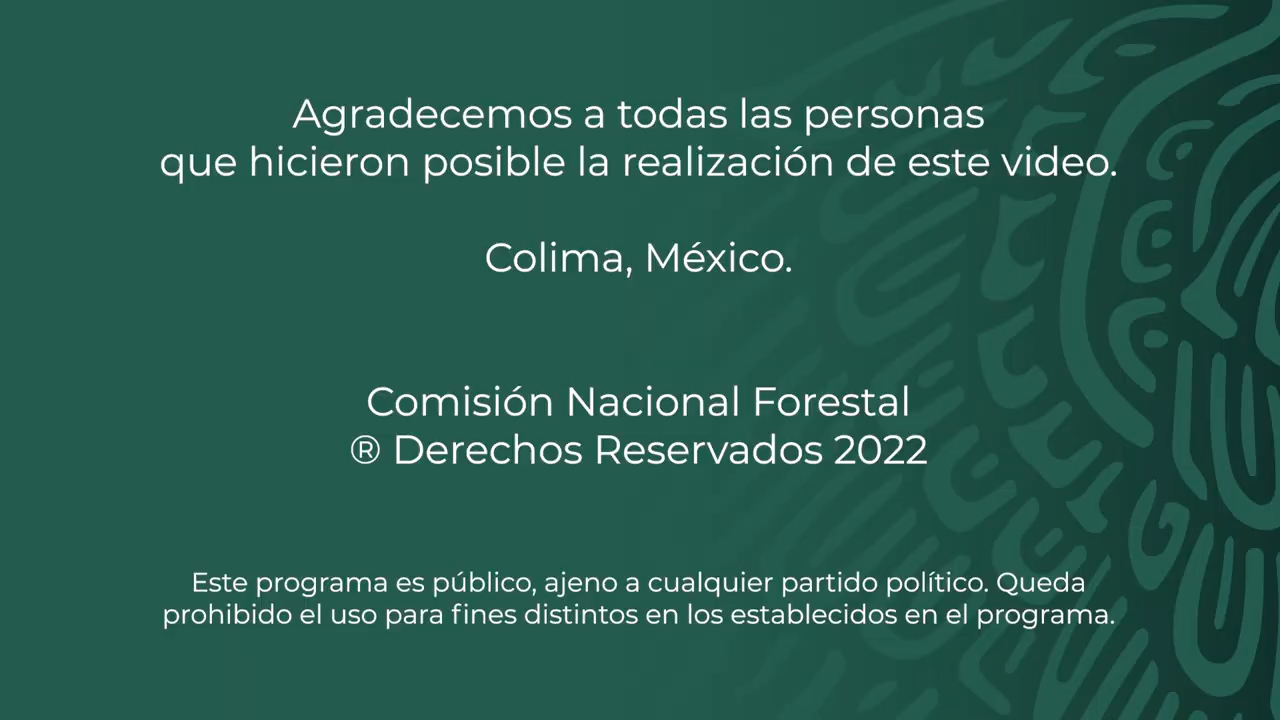 Agradecemos a todas las personas
que hicieron posible la realización de este video.
Colima, México.
Comisión Nacional Forestal
® Derechos Reservados 2022
Este programa es público, ajeno a cualquier partido político. Queda
prohibido el uso para fines distintos en los establecidos en el programa.